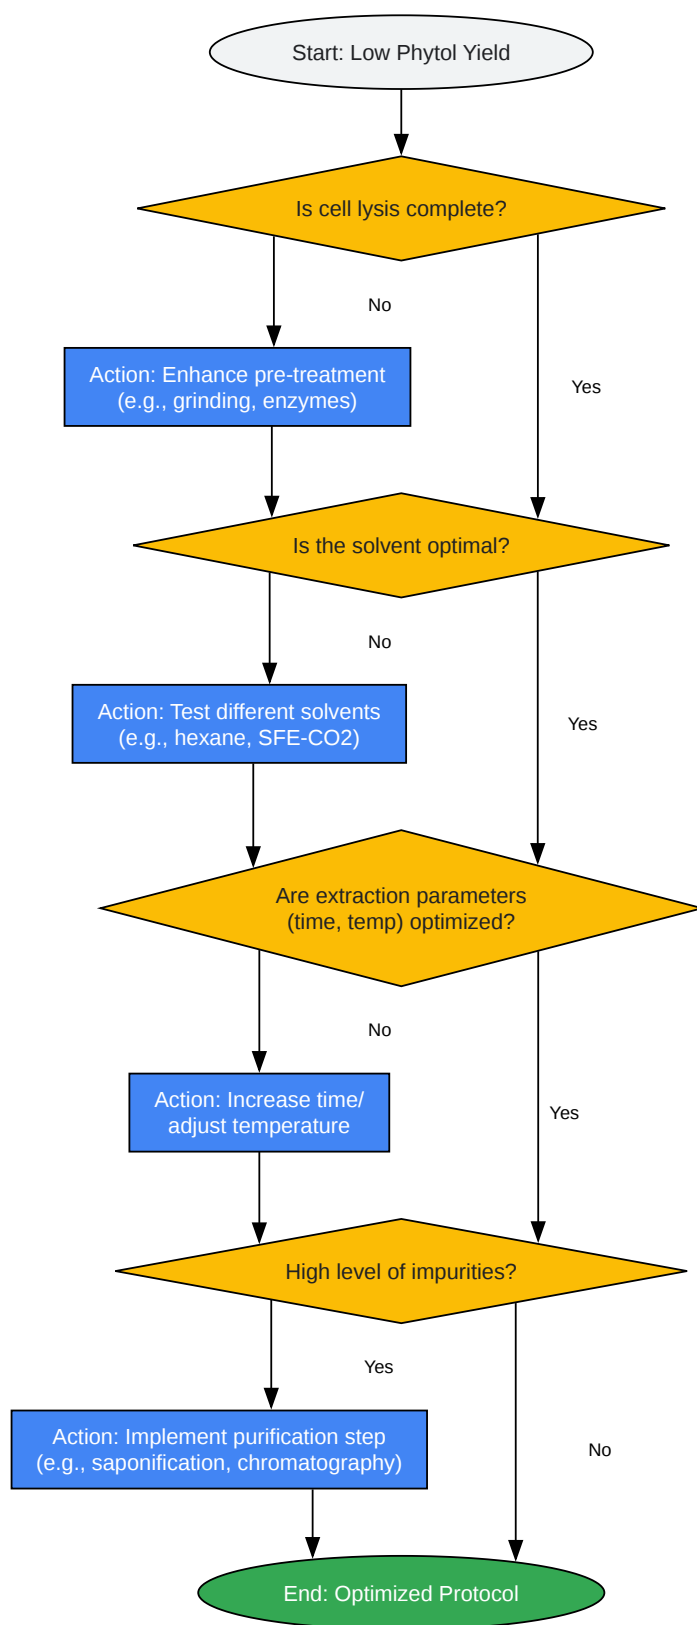 Start: Low Phytol Yield
Is cell lysis complete?
No
Action: Enhance pre-treatment
(e.g., grinding, enzymes)
Yes
Is the solvent optimal?
No
Action: Test different solvents
(e.g., hexane, SFE-CO2)
Yes
Are extraction parameters
(time, temp) optimized?
No
Action: Increase time/
adjust temperature
Yes
High level of impurities?
Yes
Action: Implement purification step
(e.g., saponification, chromatography)
No
End: Optimized Protocol